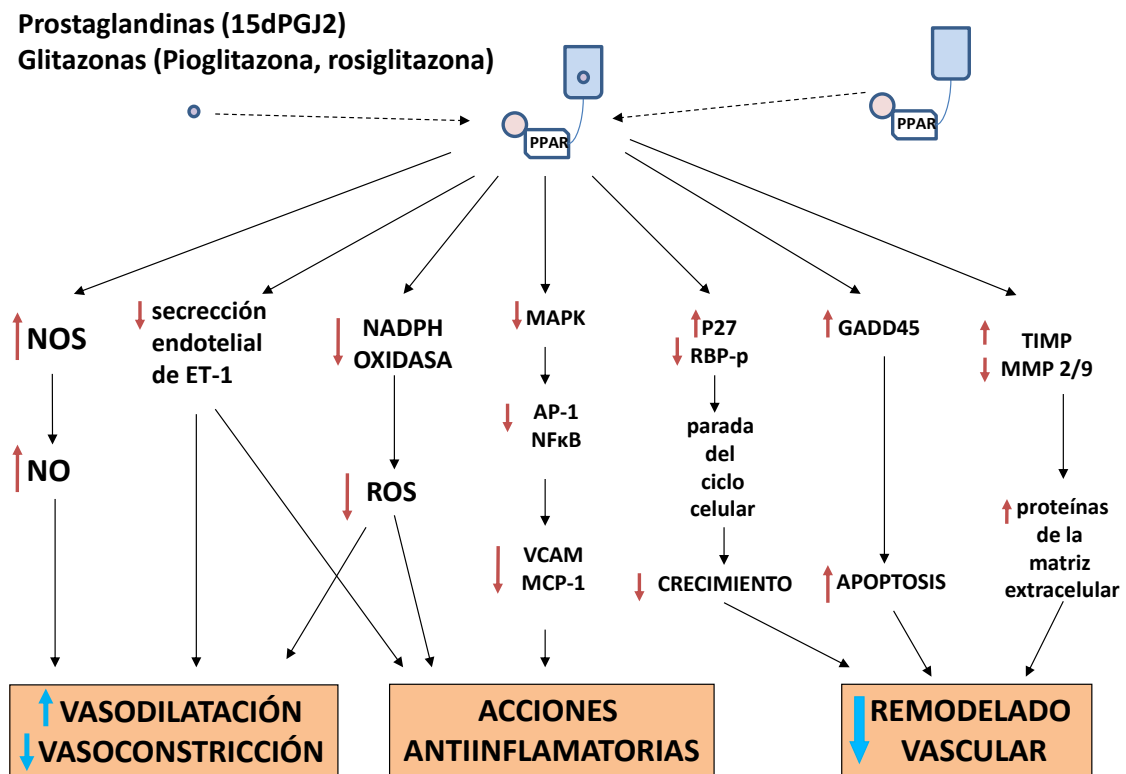 Prostaglandinas (15dPGJ2)
Glitazonas (Pioglitazona, rosiglitazona)
PPAR
PPAR
NOS
NO
secreción
endotelial
de ET-1
NADPH
OXIDASA
ROS
MAPK
AP-1
NFκB
VCAM
MCP-1
P27
RBP-p
parada
del
ciclo
celular
CRECIMIENTO
GADD45
APOPTOSIS
TIMP
MMP 2/9
proteínas
de la
matriz
extracelular
VASODILATACIÓN
VASOCONSTRICCIÓN
ACCIONES
ANTIINFLAMATORIAS
REMODELADO
VASCULAR